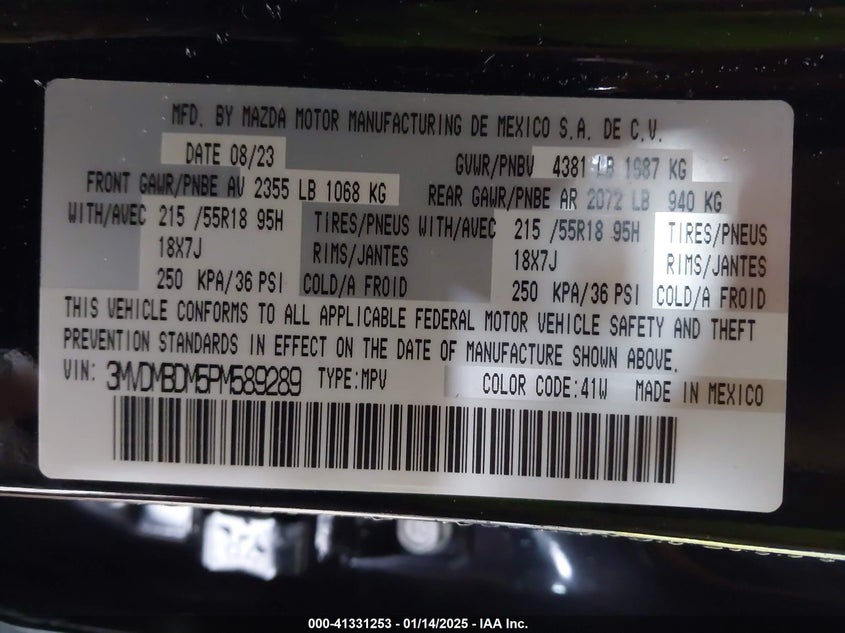 MFD. BY MAZDA MOTOR MANUFACTURING DE MEXICO S.A. DE C.V.
DATE 08/23 GVWR/PNBV 4381 LB 1987 KG
FRONT GAWR/PNBE AV 2355 LB 1068 KG REAR GAWR/PNBE AR 2072 LB 940 KG
WITH/AVEC 215 /55R18 95H TIRES/PNEUS WITH/AVEC 215 /55R18 95H TIRES/PNEUS
18X7J RIMS/JANTES 18X7J RIMS/JANTES
250 KPA/36 PSI COLD/A FROID 250 KPA/36 PSI COLD/A FROID
THIS VEHICLE CONFORMS TO ALL APPLICABLE FEDERAL MOTOR VEHICLE SAFETY AND THEFT
PREVENTION STANDARDS IN EFFECT ON THE DATE OF MANUFACTURE SHOWN ABOVE.
VIN: 3MVDMBDM5PM589289 TYPE:MPV COLOR CODE:41W MADE IN MEXICO
000-41331253 — 01/14/2025 — IAA Inc.